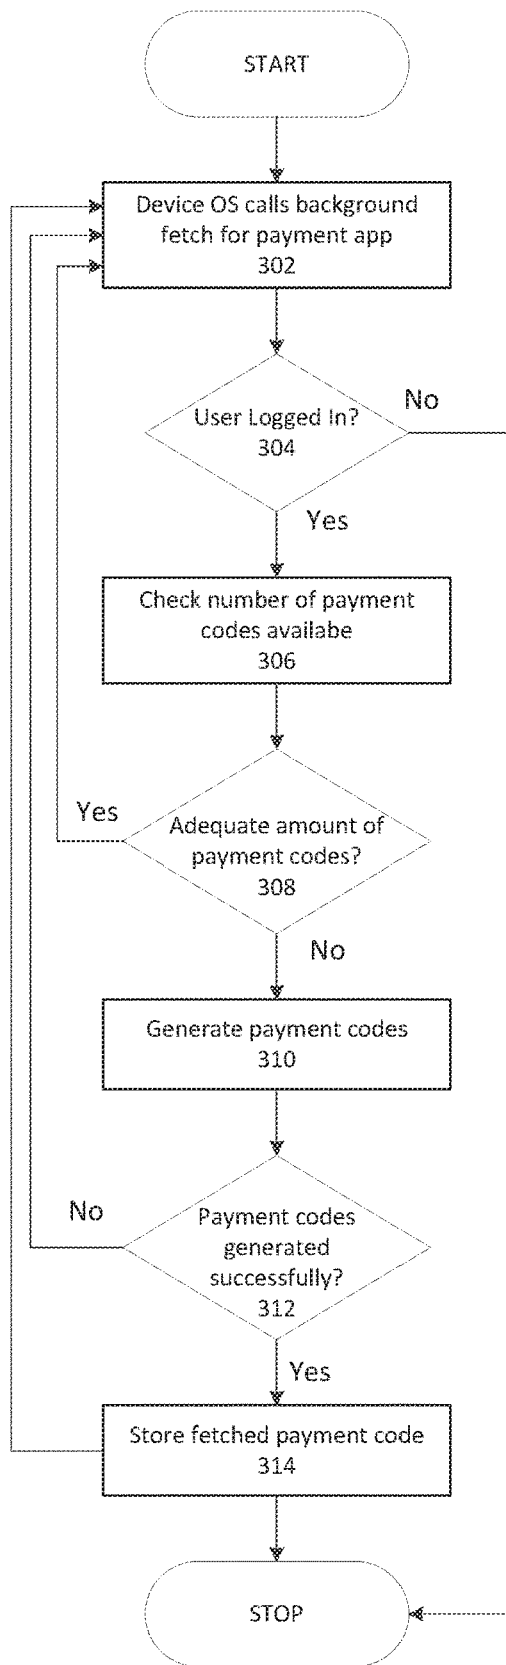 START
Device OS calls background
fetch for payment app
302
User Logged In?
304
No
Yes
Check number of payment
codes availabe
306
Yes
Adequate amount of
payment codes?
308
No
Generate payment codes
310
No
Payment codes
generated
successfully?
312
Yes
Store fetched payment code
314
STOP